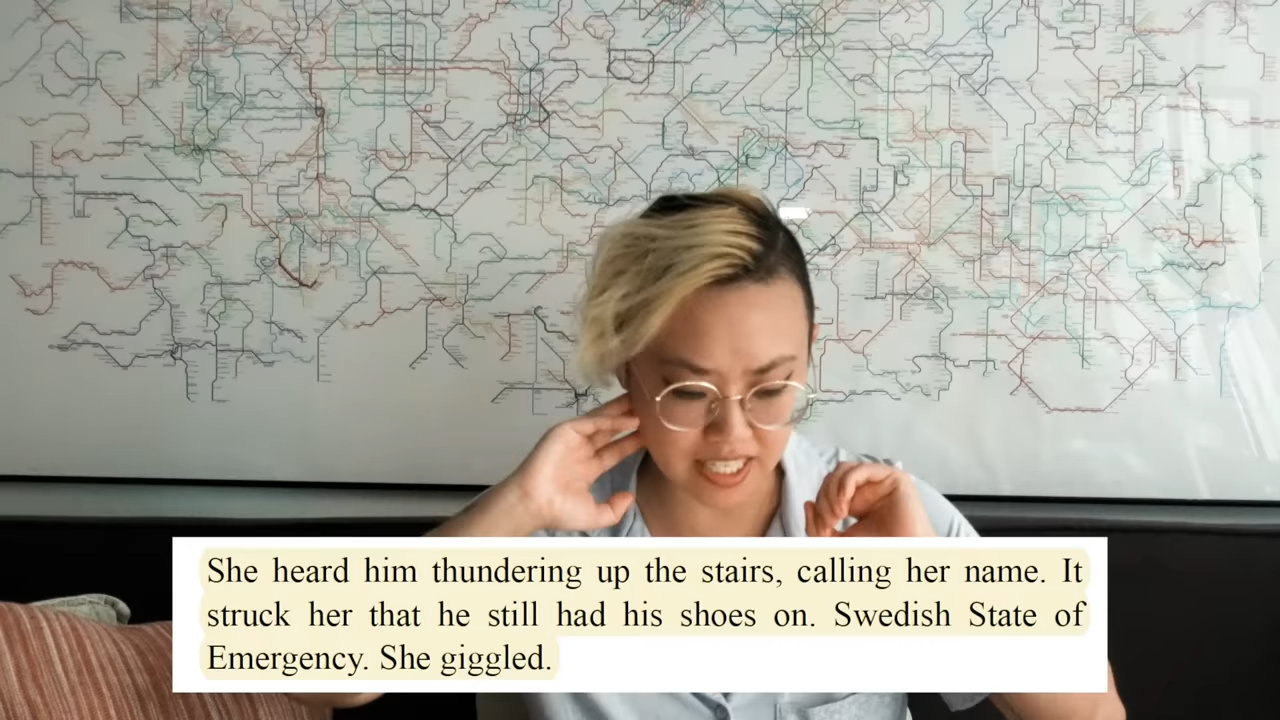 She heard him thundering up the stairs, calling her name. It
struck her that he still had his shoes on. Swedish State of
Emergency. She giggled.